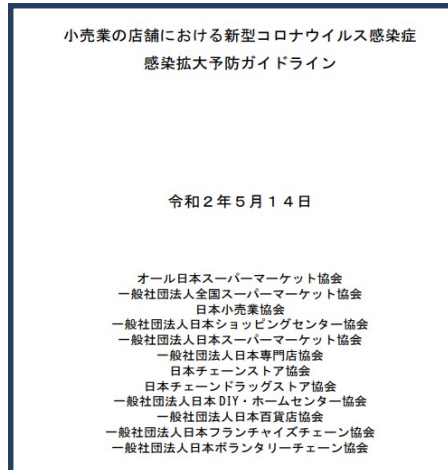 小売業の店舗における新型コロナウイルス感染症
感染拡大予防ガイドライン
令和２年５月１４日
オール日本スーパーマーケット協会
一般社団法人全国スーパーマーケット協会
日本小売業協会
一般社団法人日本ショッピングセンター協会
一般社団法人日本スーパーマーケット協会
一般社団法人日本専門店協会
日本チェーンストア協会
日本チェーンドラッグストア協会
一般社団法人日本 DIY・ホームセンター協会
一般社団法人日本百貨店協会
一般社団法人日本フランチャイズチェーン協会
一般社団法人日本ボランタリーチェーン協会